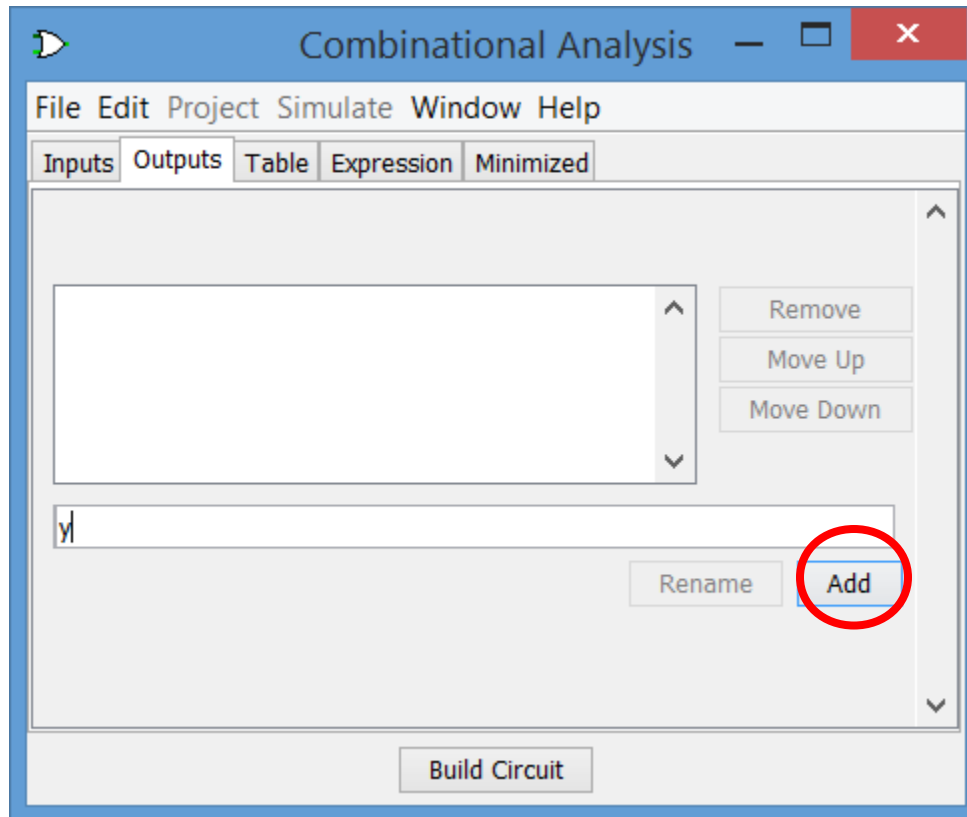 Combinational Analysis
File Edit Project Simulate Window Help
Inputs Outputs Table Expression Minimized
Remove
Move Up
Move Down
y
Rename Add
Build Circuit